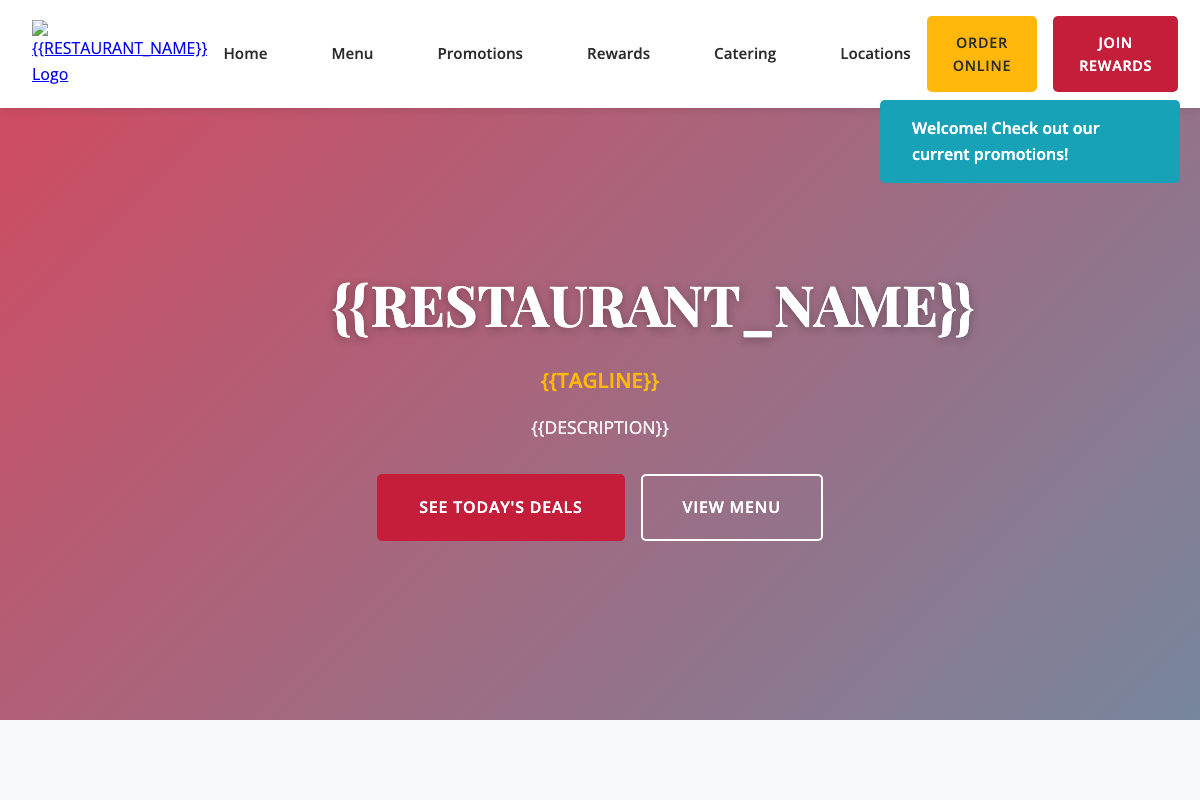 {{RESTAURANT_NAME}}
Logo
Home
Menu
Promotions
Rewards
Catering
Locations
ORDER
ONLINE
JOIN
REWARDS
Welcome! Check out our
current promotions!
{{RESTAURANT_NAME}}
{{TAGLINE}}
{{DESCRIPTION}}
SEE TODAY'S DEALS
VIEW MENU